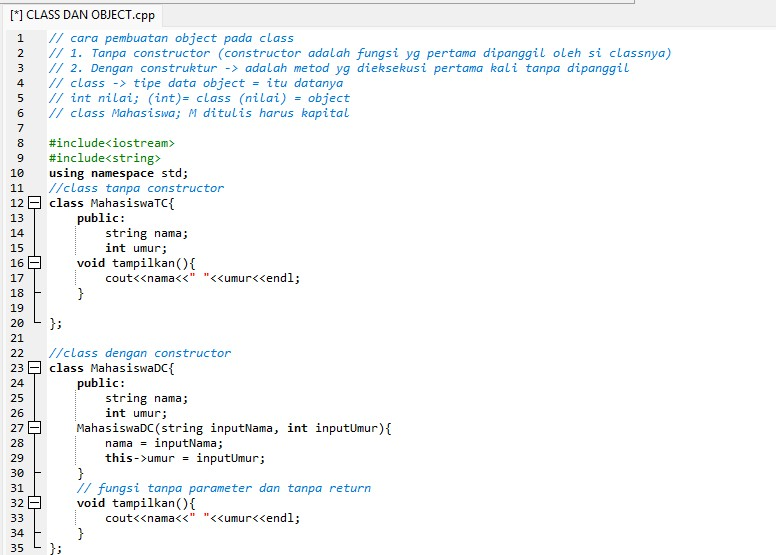 [*] CLASS DAN OBJECT.cpp
1 // cara pembuatan object pada class
2 // 1. Tanpa constructor (constructor adalah fungsi yg pertama dipanggil oleh si classnya)
3 // 2. Dengan construktur -> adalah metod yg dieksekusi pertama kali tanpa dipanggil
4 // class -> tipe data object = itu datanya
5 // int nilai; (int)= class (nilai) = object
6 // class Mahasiswa; M ditulis harus kapital
7
8 #include<iostream>
9 #include<string>
10 using namespace std;
11 //class tanpa constructor
12 class MahasiswaTC{
13 public:
14 string nama;
15 int umur;
16 void tampilkan(){
17 cout<<nama<<" "<<umur<<endl;
18 }
19
20 };
21
22 //class dengan constructor
23 class MahasiswaDC{
24 public:
25 string nama;
26 int umur;
27 MahasiswaDC(string inputNama, int inputUmur){
28 nama = inputNama;
29 this->umur = inputUmur;
30 }
31 // fungsi tanpa parameter dan tanpa return
32 void tampilkan(){
33 cout<<nama<<" "<<umur<<endl;
34 }
35 };